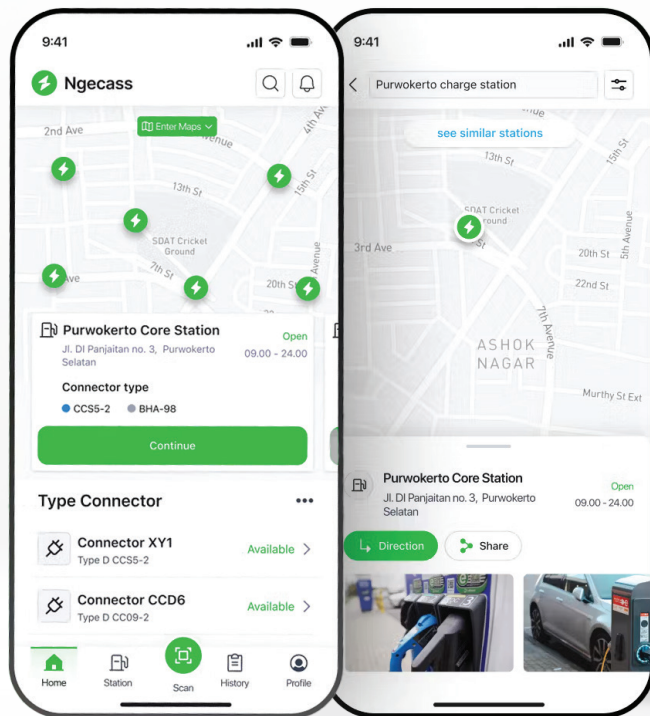 9:41
Ngecass
2nd Ave
Enter Maps
Avenue
4th Av
13th St
15th St
SDAT Cricket
Ground
7th St
Ave
20th St
Avenue
Purwokerto Core Station
Open
Jl. DI Panjaitan no. 3, Purwokerto
Selatan
09.00 - 24.00
Connector type
CCS5-2
BHA-98
Continue
Type Connector
Connector XY1
Type D CCS5-2
Available
Connector CCD6
Type D CC09-2
Available
Home
Station
Scan
History
Profile
9:41
Purwokerto charge station
see similar stations
13th St
15th St
SDAT Cricket
round
3rd Ave
St
20th St
5th Avenue
22nd St
7th Avenue
ASHOK
NAGAR
Murthy St Ext
Purwokerto Core Station
Open
Jl. DI Panjaitan no. 3, Purwokerto
Selatan
09.00 - 24.00
Direction
Share